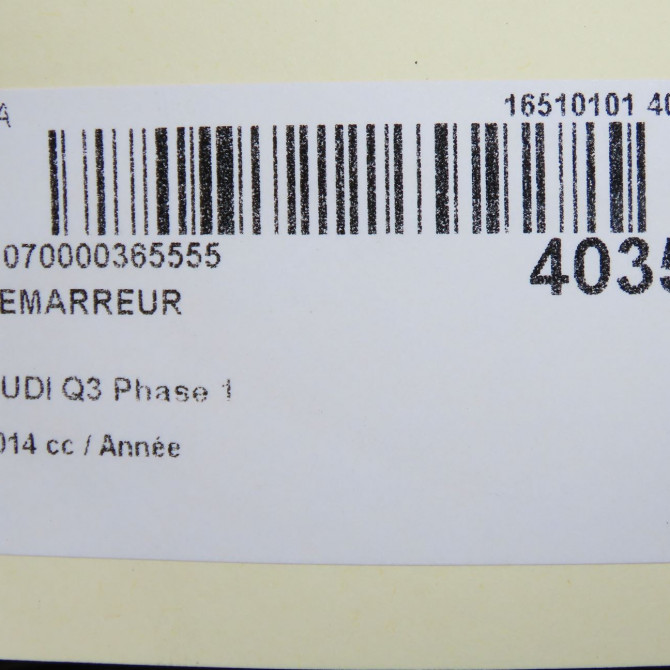 A
16510101 40
070000365555
4035
EMARREUR
UDI Q3 Phase 1
014 cc / Année